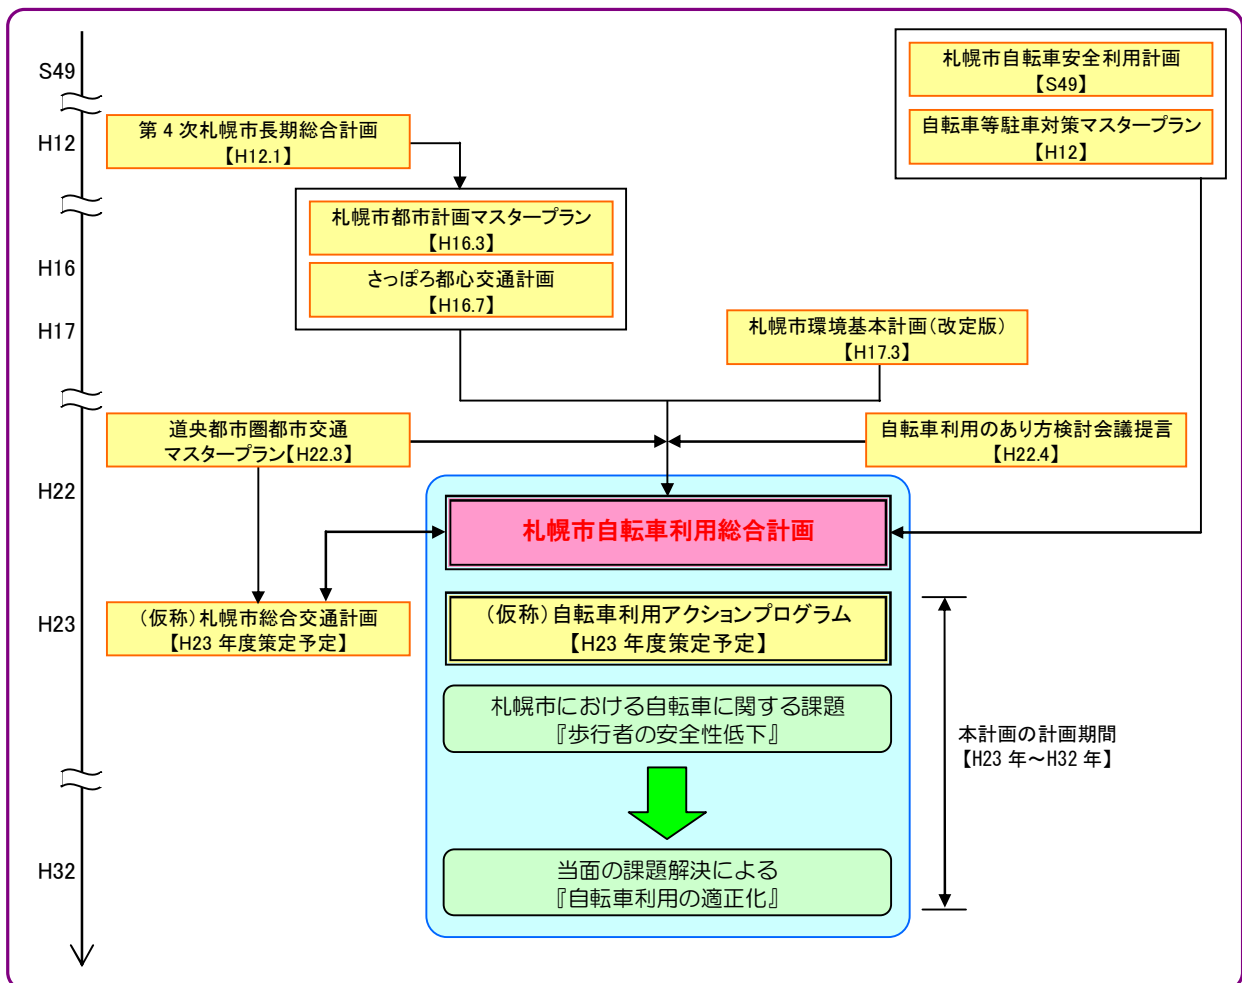 S49
札幌市自転車安全利用計画
【S49】
自転車等駐車対策マスタープラン
【H12】
H12
第4次札幌市長期総合計画
【H12.1】
札幌市都市計画マスタープラン
【H16.3】
H16
さっぽろ都心交通計画
【H16.7】
H17
札幌市環境基本計画(改定版)
【H17.3】
道央都市圏都市交通
マスタープラン【H22.3】
自転車利用のあり方検討会議提言
【H22.4】
H22
札幌市自転車利用総合計画
H23
(仮称)札幌市総合交通計画
【H23 年度策定予定】
(仮称)自転車利用アクションプログラム
【H23 年度策定予定】
札幌市における自転車に関する課題
『歩行者の安全性低下』
本計画の計画期間
【H23 年~H32 年】
H32
当面の課題解決による
『自転車利用の適正化』